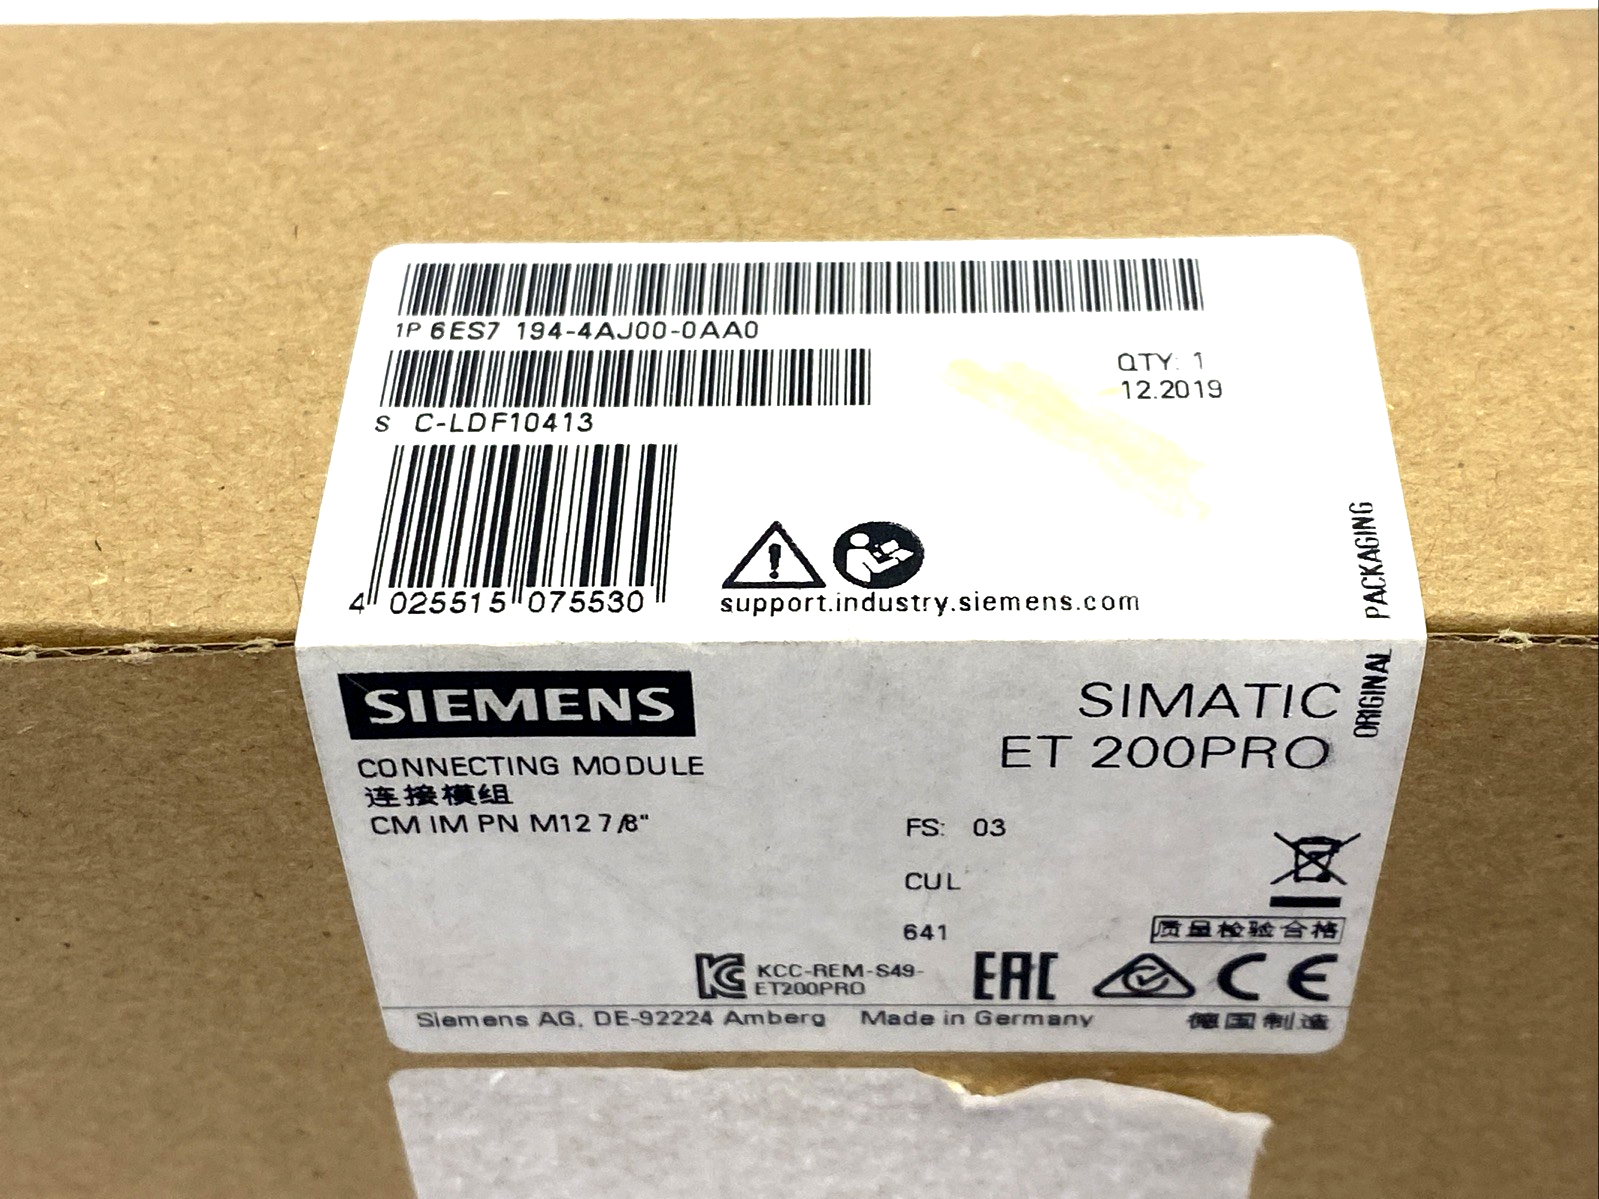 1P 6ES7 194-4AJ00-0AA0
QTY: 1
12.2019
S C-LDF10413
4 025515 075530
support.industry.siemens.com
ORIGINAL PACKAGING
SIEMENS
SIMATIC
ET 200PRO
CONNECTING MODULE
连接模组
CM IM PN M12 7/8"
FS: 03
CUL
641
质量检验合格
KCC-REM-S49-
ET200PRO
EAC
CE
Siemens AG, DE-92224 Amberg Made in Germany 德国制造